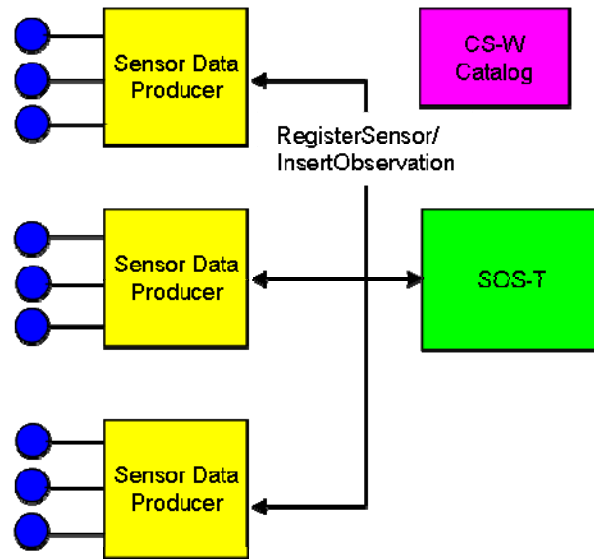 Sensor Data
Producer
CS-W
Catalog
RegisterSensor/
InsertObservation
Sensor Data
Producer
SOS-T
Sensor Data
Producer